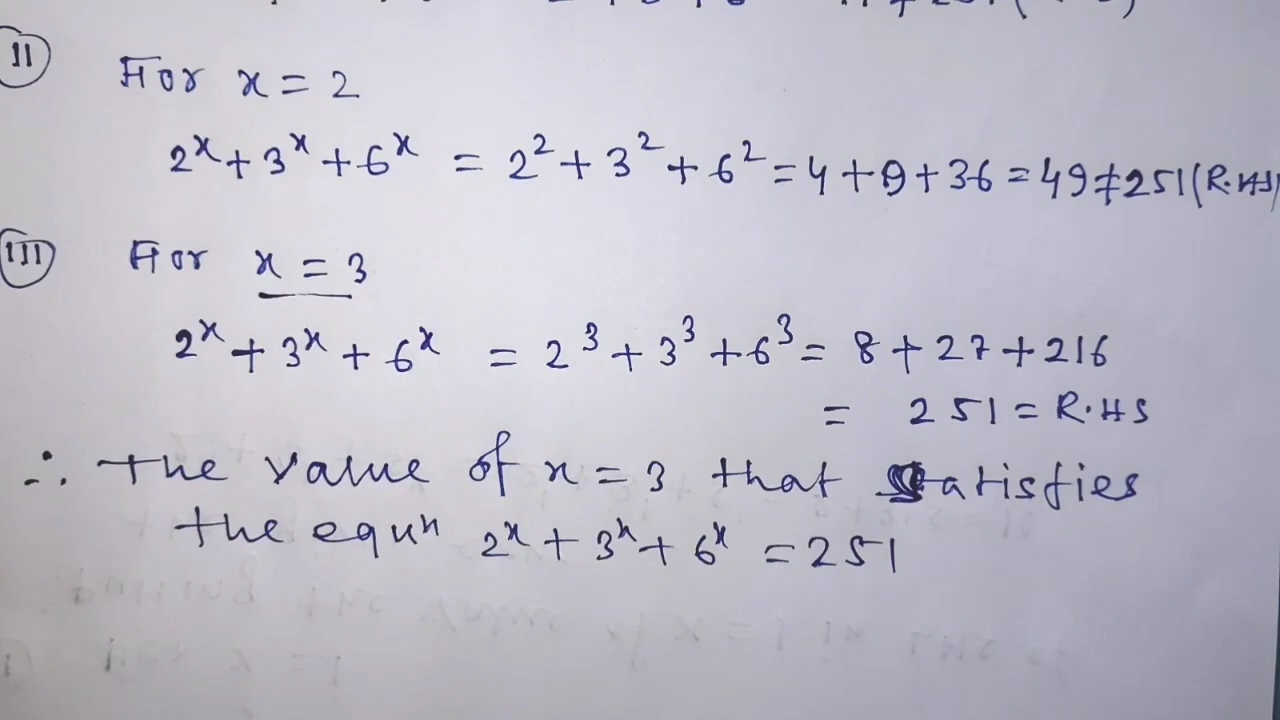 II For x = 2
2^x + 3^x + 6^x = 2^2 + 3^2 + 6^2 = 4 + 9 + 36 = 49 ≠ 251 (R.HS)
III For x = 3
2^x + 3^x + 6^x = 2^3 + 3^3 + 6^3 = 8 + 27 + 216
= 251 = R.HS
∴ The value of x = 3 that satisfies
the equn 2^x + 3^x + 6^x = 251